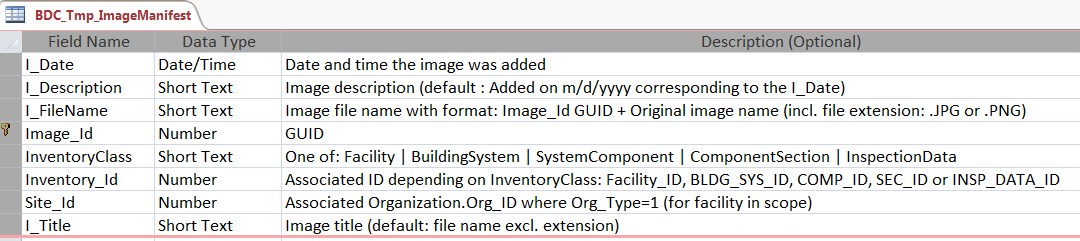 BDC_Tmp_ImageManifest
Field Name Data Type Description (Optional)
I_Date Date/Time Date and time the image was added
I_Description Short Text Image description (default : Added on m/d/yyyy corresponding to the I_Date)
I_FileName Short Text Image file name with format: Image_Id GUID + Original image name (incl. file extension: .JPG or .PNG)
Image_Id Number GUID
InventoryClass Short Text One of: Facility | BuildingSystem | SystemComponent | ComponentSection | InspectionData
Inventory_Id Number Associated ID depending on InventoryClass: Facility_ID, BLDG_SYS_ID, COMP_ID, SEC_ID or INSP_DATA_ID
Site_Id Number Associated Organization.Org_ID where Org_Type=1 (for facility in scope)
I_Title Short Text Image title (default: file name excl. extension)